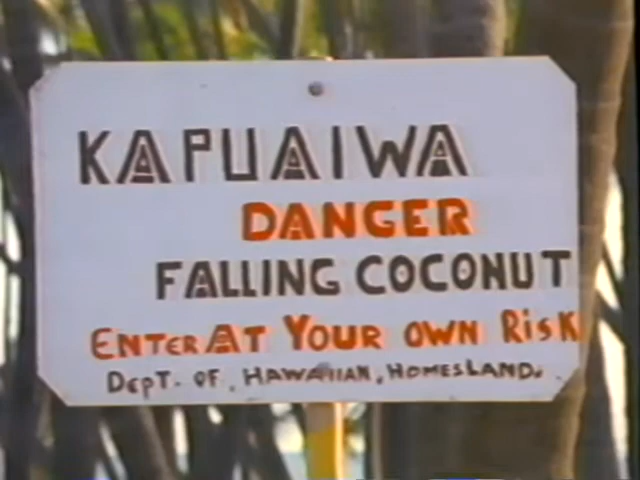 KAPUAIWA
DANGER
FALLING COCONUT
ENTER AT YOUR OWN RISK
DEPT. OF. HAWAIIAN. HOMESLAND.